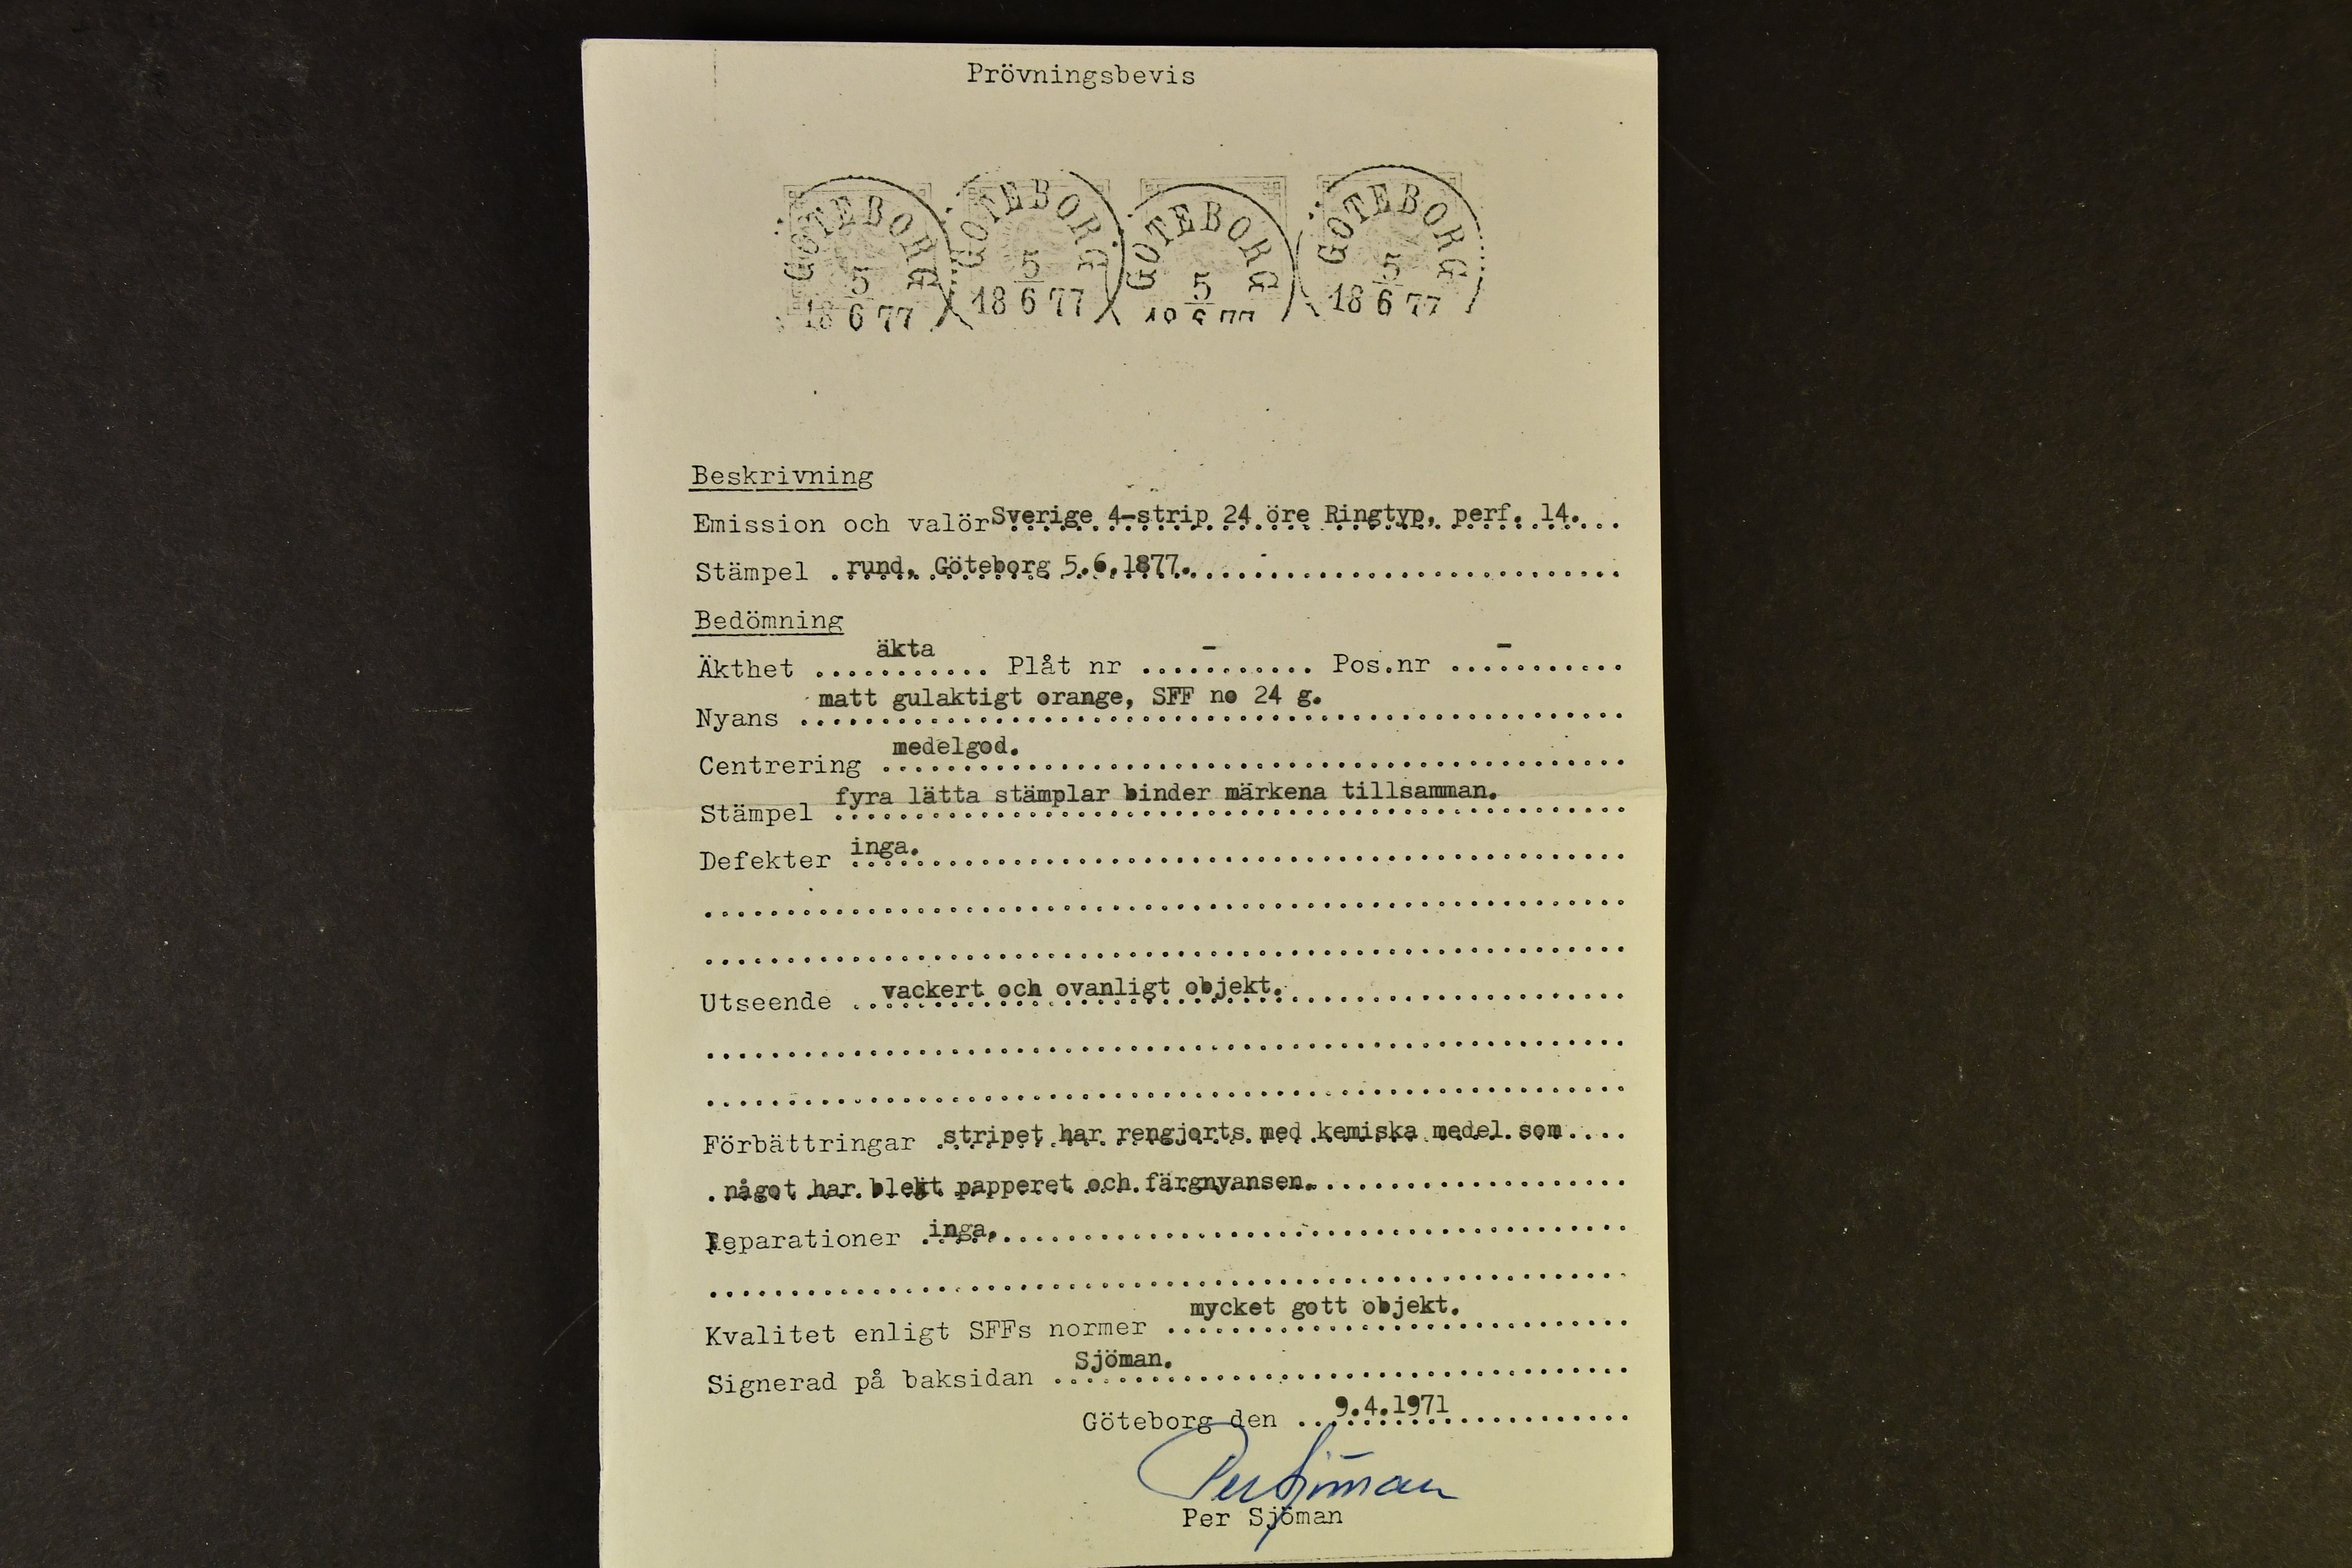 Prövningsbevis
GÖTEBORG GÖTEBORG GÖTEBORG GÖTEBORG
5 5 5 5
18 6 77 18 6 77 18 6 77 18 6 77
Beskrivning
Emission och valör Sverige 4-strip 24 öre Ringtyp, perf. 14.
Stämpel rund, Göteborg 5.6.1877.
Bedömning
Äkthet äkta Plåt nr - Pos.nr -
Nyans matt gulaktigt orange, SFF no 24 g.
Centrering medelgod.
Stämpel fyra lätta stämplar binder märkena tillsamman.
Defekter inga.
Utseende vackert och ovanligt objekt.
Förbättringar stripet har rengjorts med kemiska medel som
något har blekt papperet och färgnyansen.
Reparationer inga.
Kvalitet enligt SFFs normer mycket gott objekt.
Signerad på baksidan Sjöman.
Göteborg den 9.4.1971
Per Sjöman
Per Sjöman